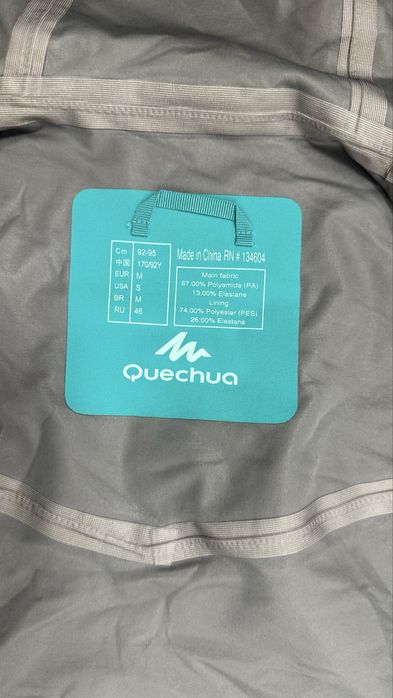 Cm 92-95
中国 170/92Y
EUR M
USA S
BR M
RU 46
Made in China RN # 134604
Main fabric
87.00% Polyamide (PA)
13.00% Elastane
Lining
74.00% Polyester (PES)
26.00% Elastane
Quechua